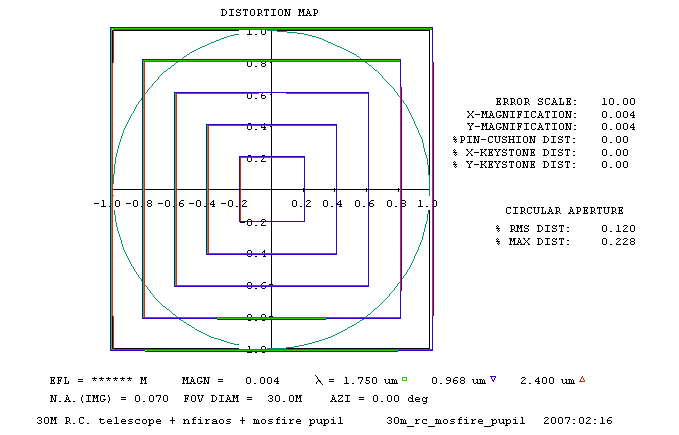 DISTORTION MAP
1.0
0.8
0.6
0.4
0.2
-1.0 -0.8 -0.6 -0.4 -0.2 0.2 0.4 0.6 0.8 1.0
-0.2
0.4
0.6
0.8
1.0
ERROR SCALE: 10.00
X-MAGNIFICATION: 0.004
Y-MAGNIFICATION: 0.004
%PIN-CUSHION DIST: 0.00
% X-KEYSTONE DIST: 0.00
% Y-KEYSTONE DIST: 0.00
CIRCULAR APERTURE
% RMS DIST: 0.120
% MAX DIST: 0.228
EFL = ****** M MAGN = 0.004 λ = 1.750 um 0.968 um 2.400 um
N.A.(IMG) = 0.070 FOV DIAM = 30.0M AZI = 0.00 deg
30M R.C. telescope + nfiraos + mosfire pupil 30m_rc_mosfire_pupil 2007:02:16